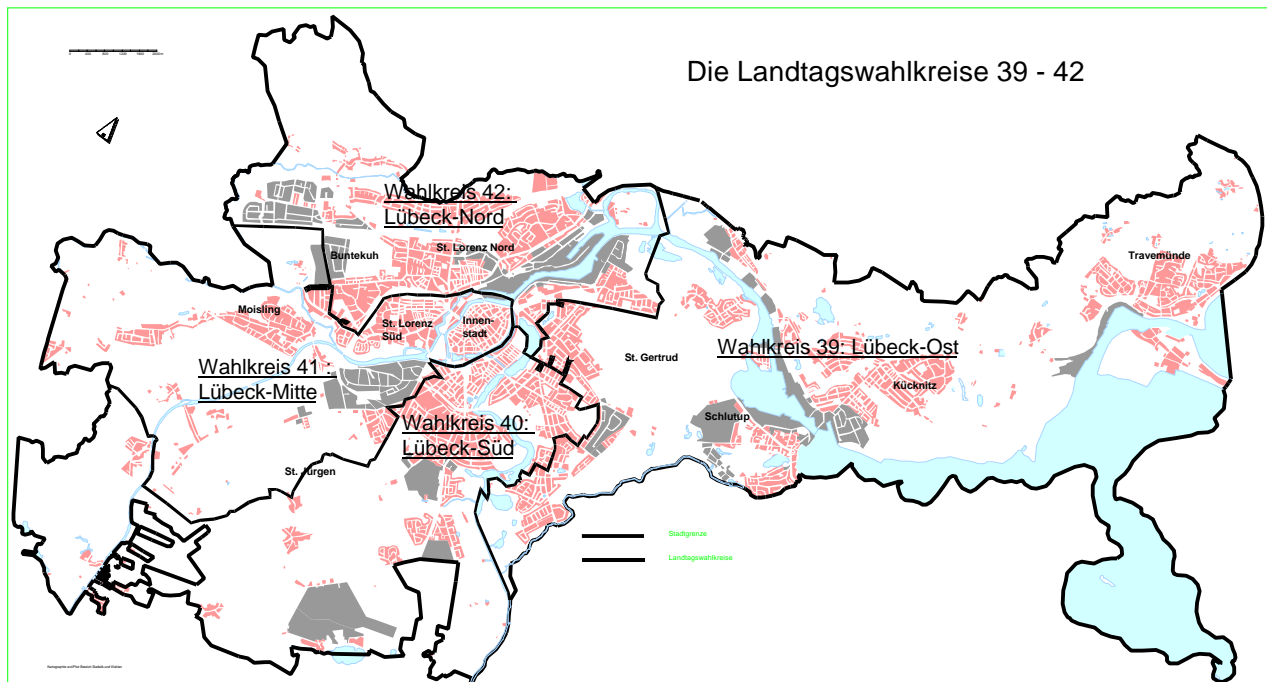 Die Landtagswahlkreise 39 - 42
Wahlkreis 42:
Lübeck-Nord
St. Lorenz Nord
Buntekuh
Travemünde
Moisling
St. Lorenz
Süd
Innen-
stadt
St. Gertrud
Wahlkreis 39: Lübeck-Ost
Wahlkreis 41 :
Lübeck-Mitte
Kücknitz
Schlutup
Wahlkreis 40:
Lübeck-Süd
St. Jürgen
Stadtgrenze
Landtagswahlkreise